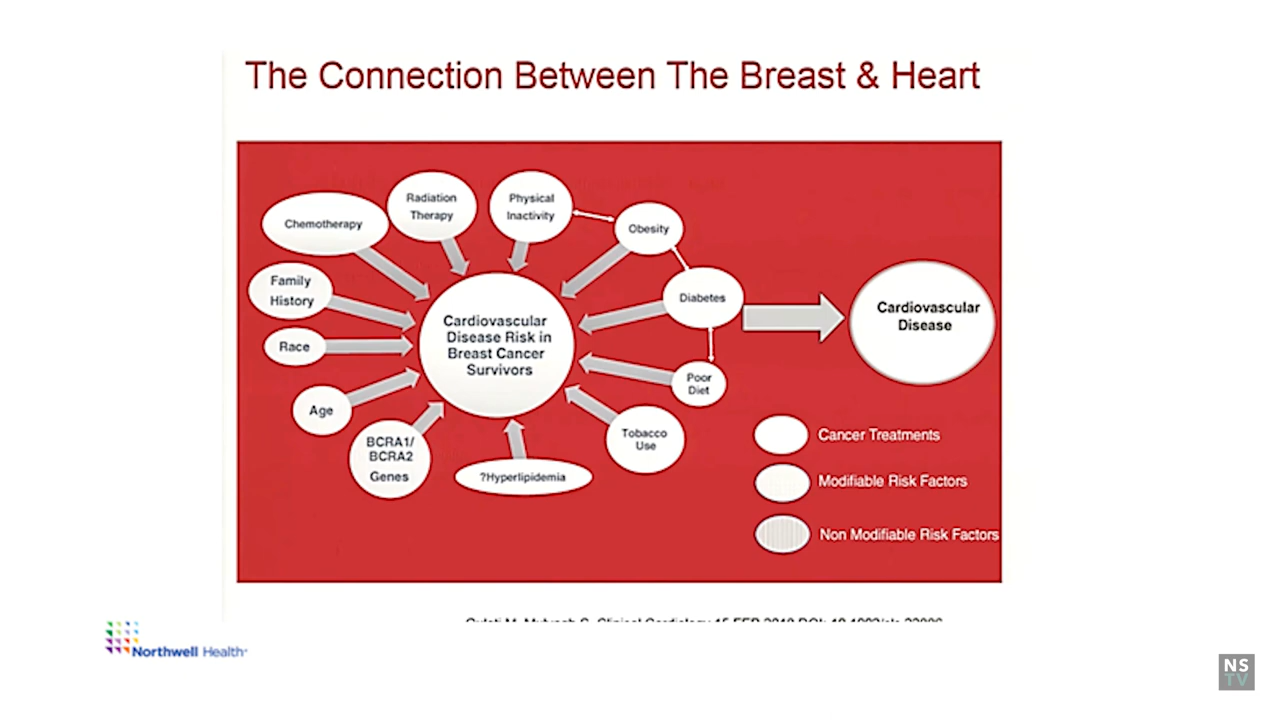 The Connection Between The Breast & Heart
Chemotherapy
Radiation
Therapy
Physical
Inactivity
Obesity
Family
History
Diabetes
Race
Cardiovascular
Disease Risk in
Breast Cancer
Survivors
Cardiovascular
Disease
Poor
Diet
Age
BCRA1/
BCRA2
Genes
?Hyperlipidemia
Tobacco
Use
Cancer Treatments
Modifiable Risk Factors
Non Modifiable Risk Factors
Clinical Cardiology
Northwell Health
NS
TV